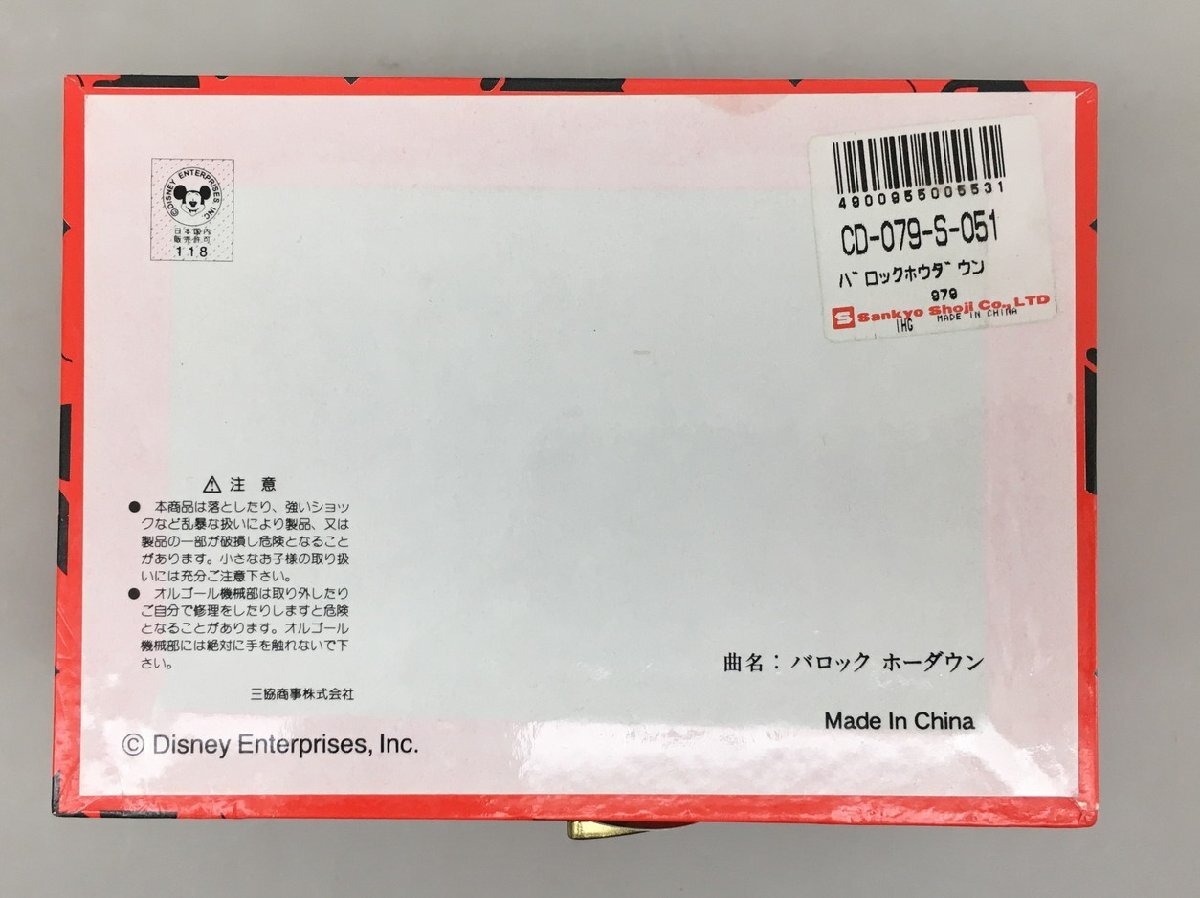 ©DISNEY ENTERPRISES, INC.
日本国内
販売許可
118
4900955005531
CD-079-S-051
バロックホウダウン
979
S Sankyo Shoji Co., LTD
IHG MADE IN CHINA
⚠ 注 意
● 本商品は落としたり、強いショッ
クなど乱暴な扱いにより製品、又は
製品の一部が破損し危険となること
があります。小さなお子様の取り扱
いには充分ご注意下さい。
● オルゴール機械部は取り外したり
ご自分で修理をしたりしますと危険
となることがあります。オルゴール
機械部には絶対に手を触れないで下
さい。
三協商事株式会社
© Disney Enterprises, Inc.
曲名：バロック ホーダウン
Made In China